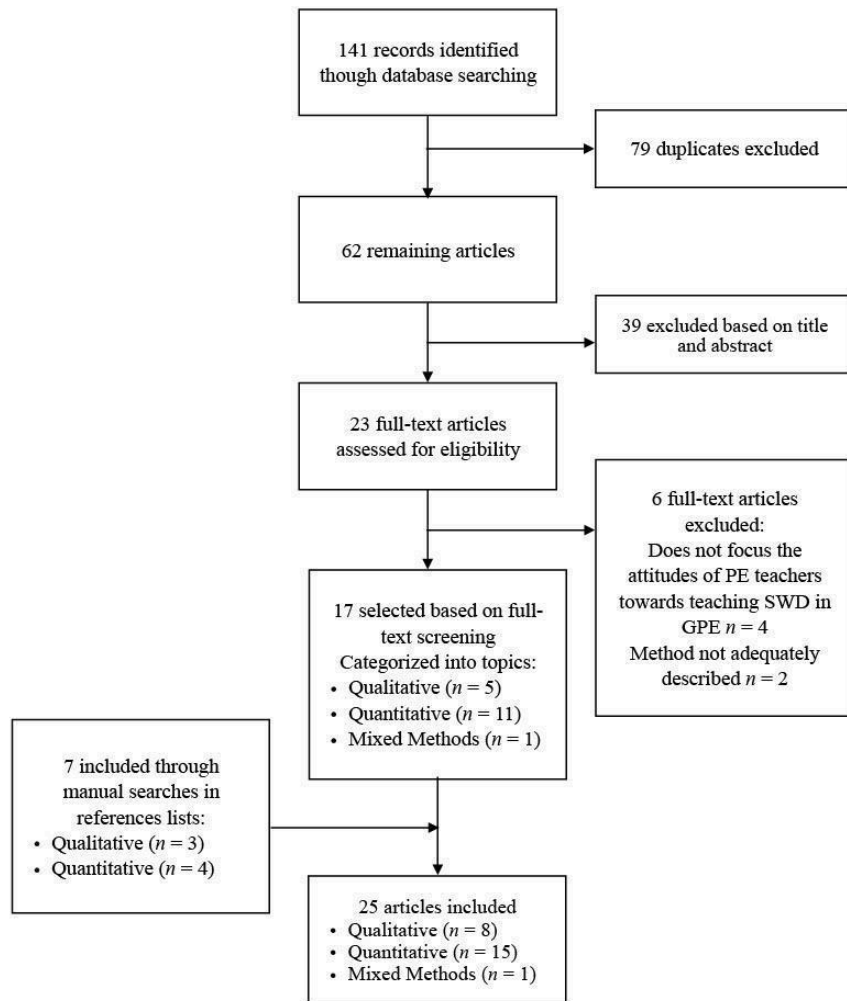 141 records identified
though database searching
79 duplicates excluded
62 remaining articles
39 excluded based on title
and abstract
23 full-text articles
assessed for eligibility
6 full-text articles
excluded:
Does not focus the
attitudes of PE teachers
towards teaching SWD in
GPE n = 4
Method not adequately
described n = 2
17 selected based on full-
text screening
Categorized into topics:
• Qualitative (n = 5)
• Quantitative (n = 11)
• Mixed Methods (n = 1)
7 included through
manual searches in
references lists:
• Qualitative (n = 3)
• Quantitative (n = 4)
25 articles included
• Qualitative (n = 8)
• Quantitative (n = 15)
• Mixed Methods (n = 1)